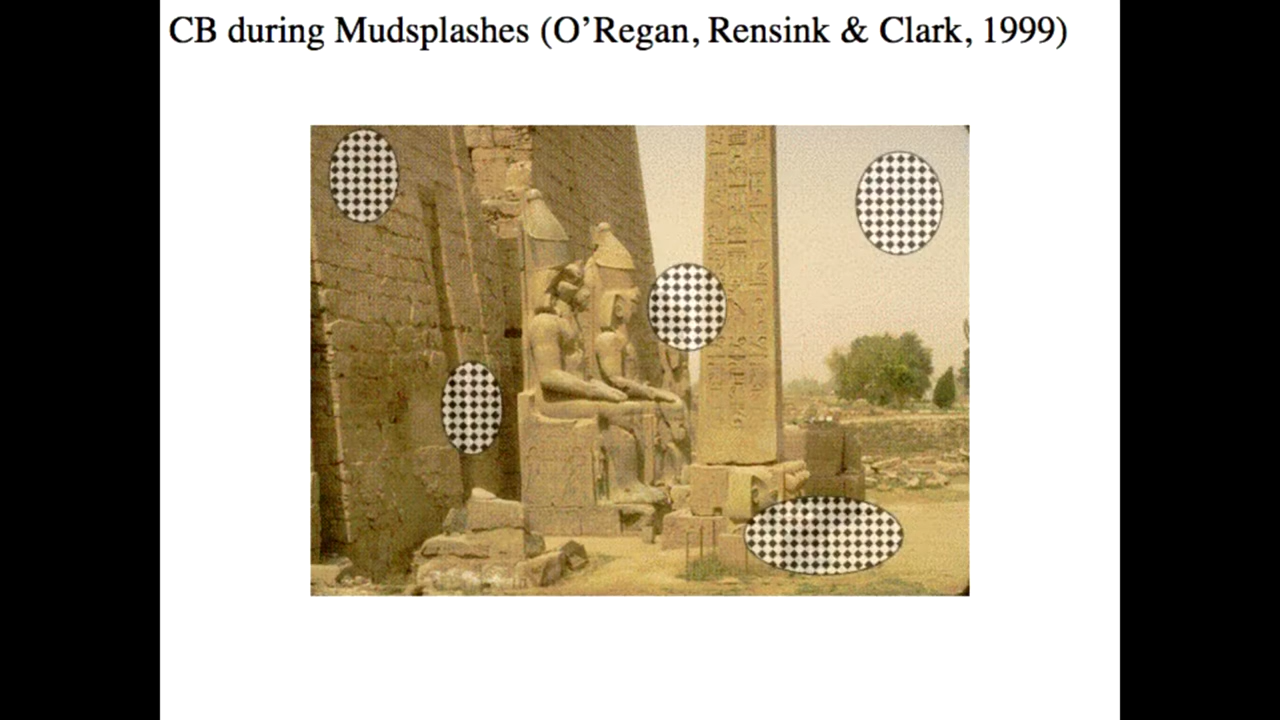 CB during Mudsplashes (O’Regan, Rensink & Clark, 1999)